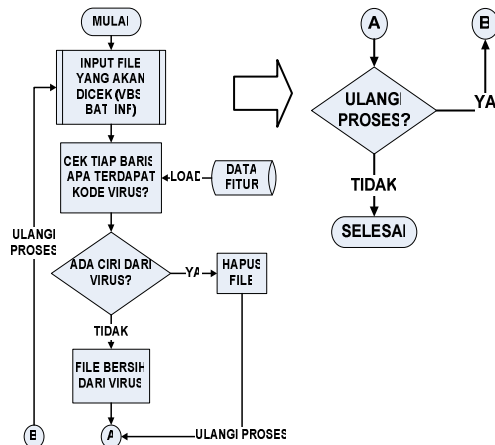 MULAI
INPUT FILE
YANG AKAN
DICEK (VBS
BAT INF)
CEK TIAP BARIS
APA TERDAPAT
KODE VIRUS?
LOAD
DATA
FITUR
ULANGI
PROSES
ADA CIRI DARI
VIRUS?
YA
HAPUS
FILE
TIDAK
FILE BERSIH
DARI VIRUS
B
A
ULANGI PROSES
A
B
ULANGI
PROSES?
YA
TIDAK
SELESAI